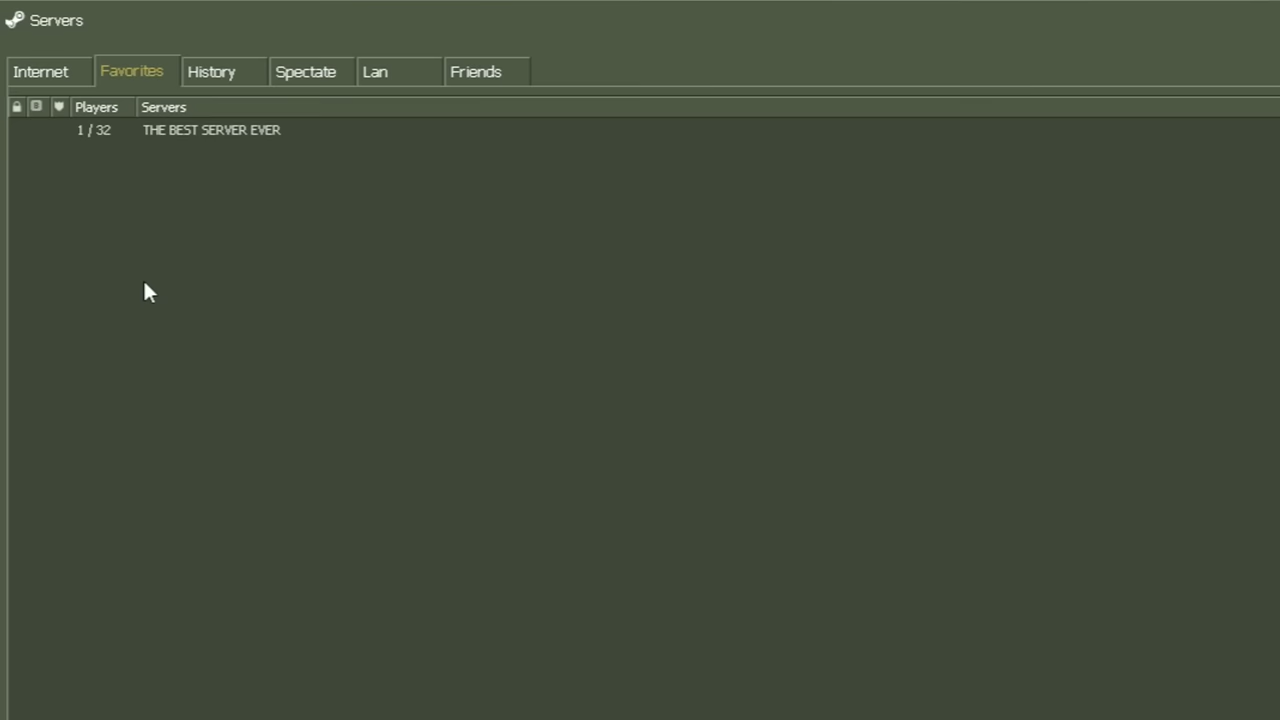 Servers
Internet Favorites History Spectate Lan Friends
Players Servers
1 / 32 THE BEST SERVER EVER